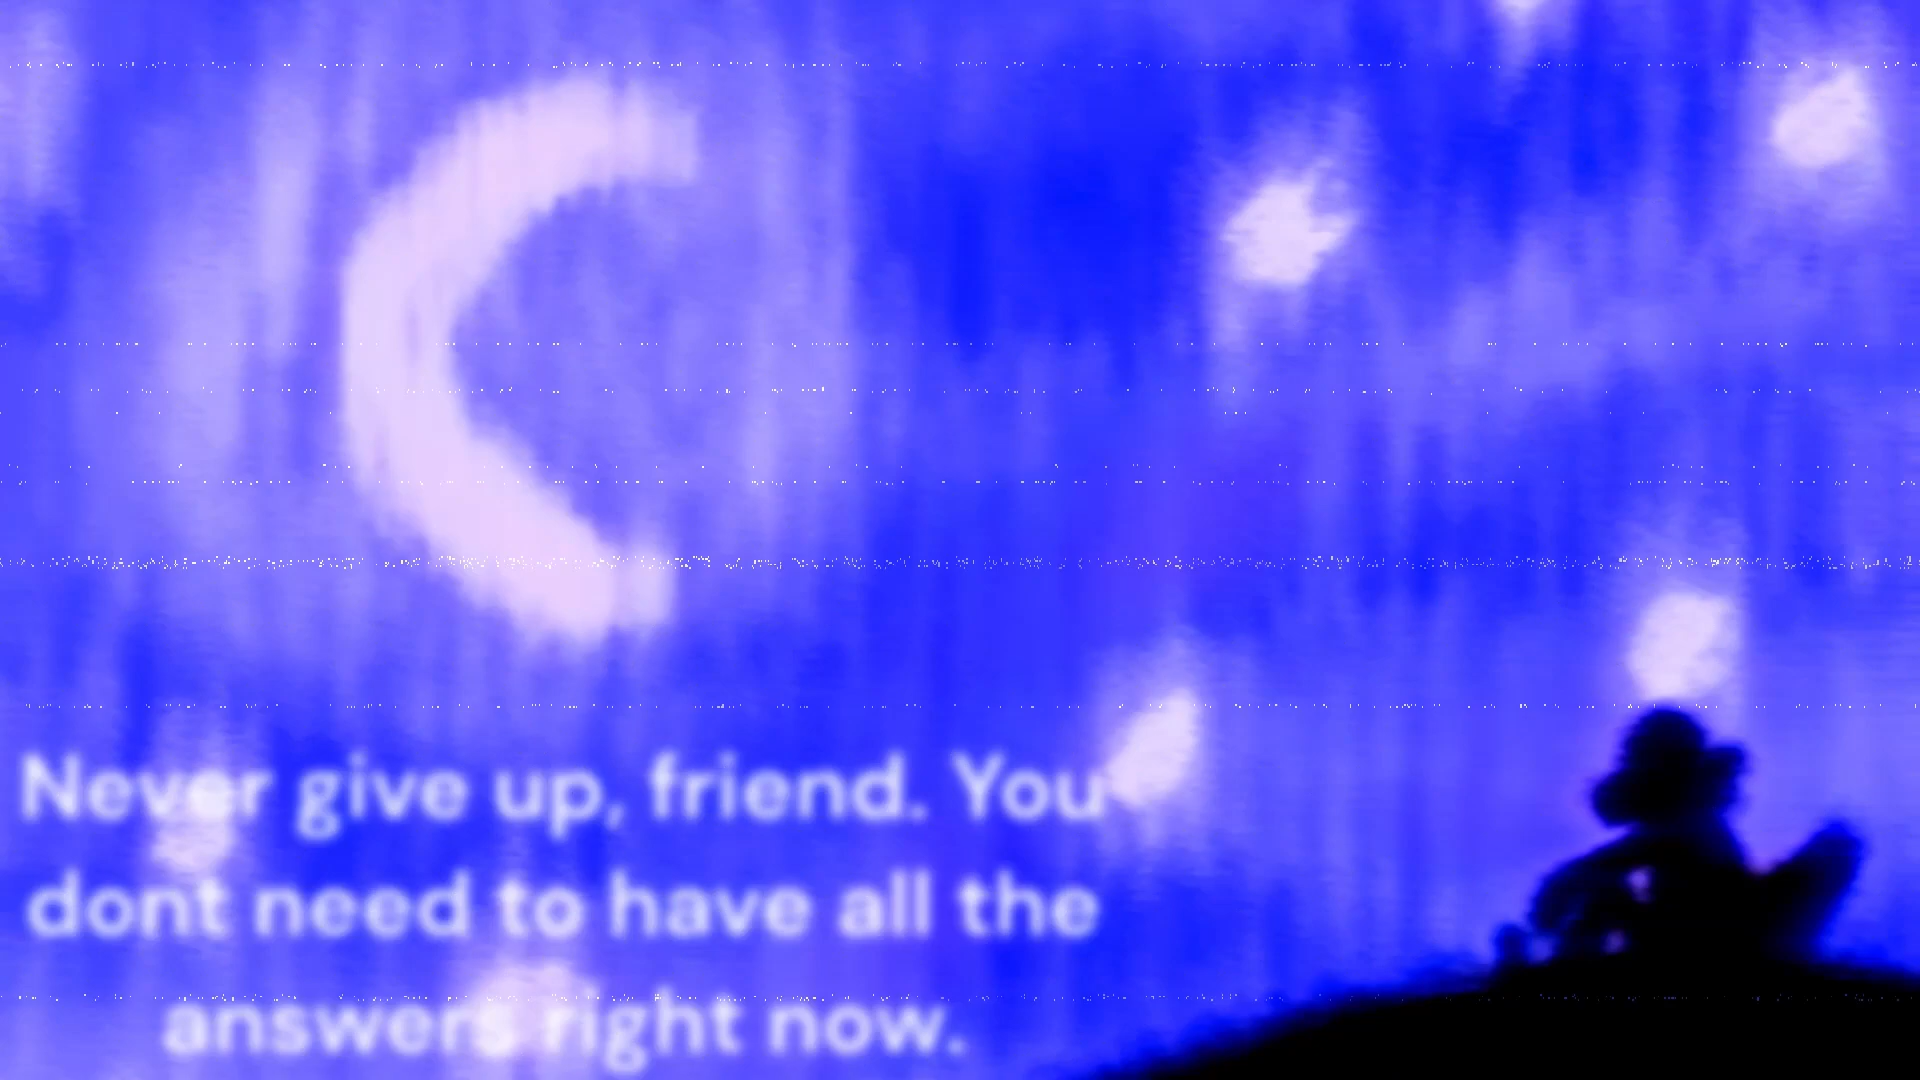 Never give up, friend. You
dont need to have all the
answers right now.